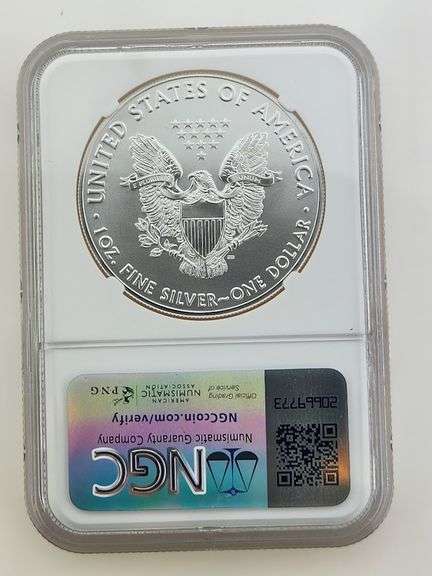 UNITED STATES OF AMERICA
1 OZ. FINE SILVER~ONE DOLLAR
NGC
Numismatic Guaranty Company
NGCcoin.com/verify
Official Grading
Service of
AMERICAN
NUMISMATIC
ASSOCIATION
PNG
20669773